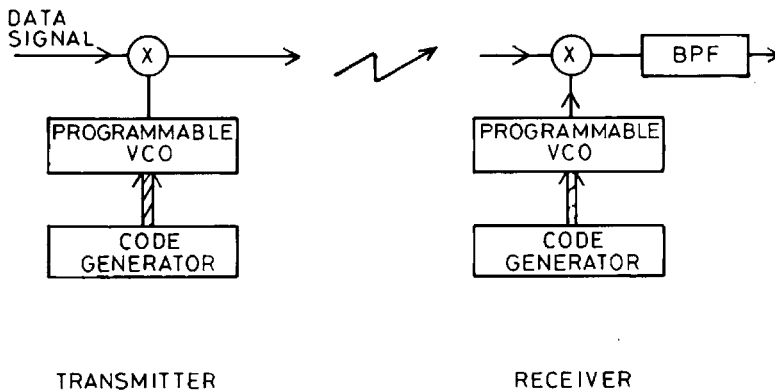 DATA
SIGNAL
X
X
BPF
PROGRAMMABLE
VCO
PROGRAMMABLE
VCO
CODE
GENERATOR
CODE
GENERATOR
TRANSMITTER
RECEIVER